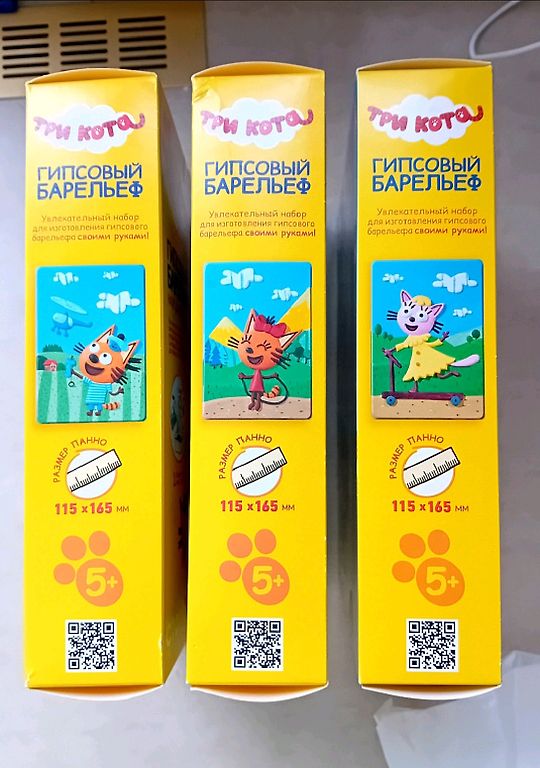 ТРИ КОТА
ГИПСОВЫЙ
БАРЕЛЬЕФ
Увлекательный набор
для изготовления гипсового
барельефа своими руками!
РАЗМЕР ПАННО
115 x 165 мм
5+
ТРИ КОТА
ГИПСОВЫЙ
БАРЕЛЬЕФ
Увлекательный набор
для изготовления гипсового
барельефа своими руками!
РАЗМЕР ПАННО
115 x 165 мм
5+
ТРИ КОТА
ГИПСОВЫЙ
БАРЕЛЬЕФ
Увлекательный набор
для изготовления гипсового
барельефа своими руками!
РАЗМЕР ПАННО
115 x 165 мм
5+